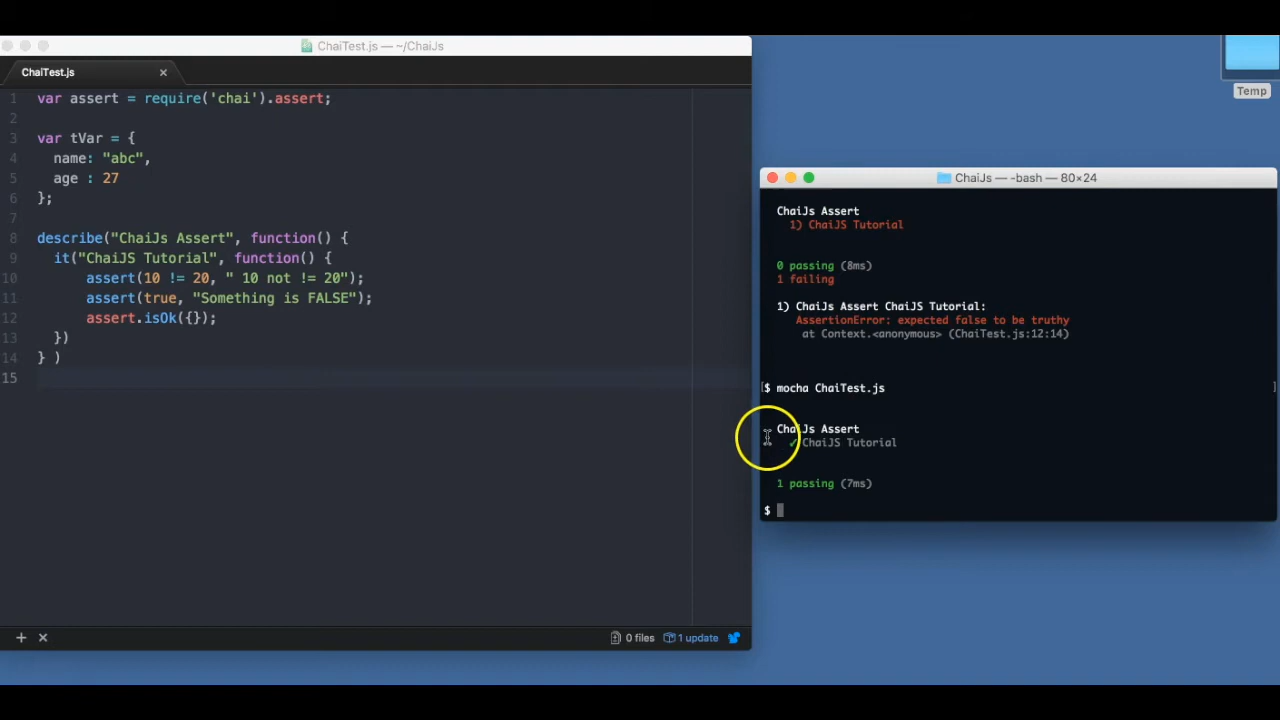 ChaiTest.js — ~/ChaiJs
ChaiTest.js
1 var assert = require('chai').assert;
2
3 var tVar = {
4 name: "abc",
5 age : 27
6 };
7
8 describe("ChaiJs Assert", function() {
9 it("ChaiJS Tutorial", function() {
10 assert(10 != 20, " 10 not != 20");
11 assert(true, "Something is FALSE");
12 assert.isOk({});
13 })
14 } )
15
0 files 1 update
Temp
ChaiJs — -bash — 80×24
ChaiJs Assert
1) ChaiJS Tutorial
0 passing (8ms)
1 failing
1) ChaiJs Assert ChaiJS Tutorial:
AssertionError: expected false to be truthy
at Context.<anonymous> (ChaiTest.js:12:14)
[$ mocha ChaiTest.js ]
ChaiJs Assert
✓ ChaiJS Tutorial
1 passing (7ms)
$